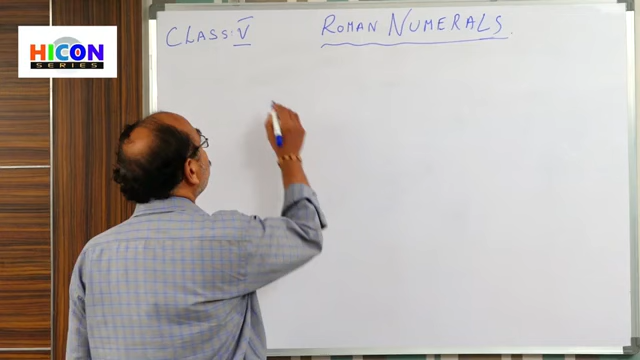 HICON
SERIES
CLASS: V
ROMAN NUMERALS.